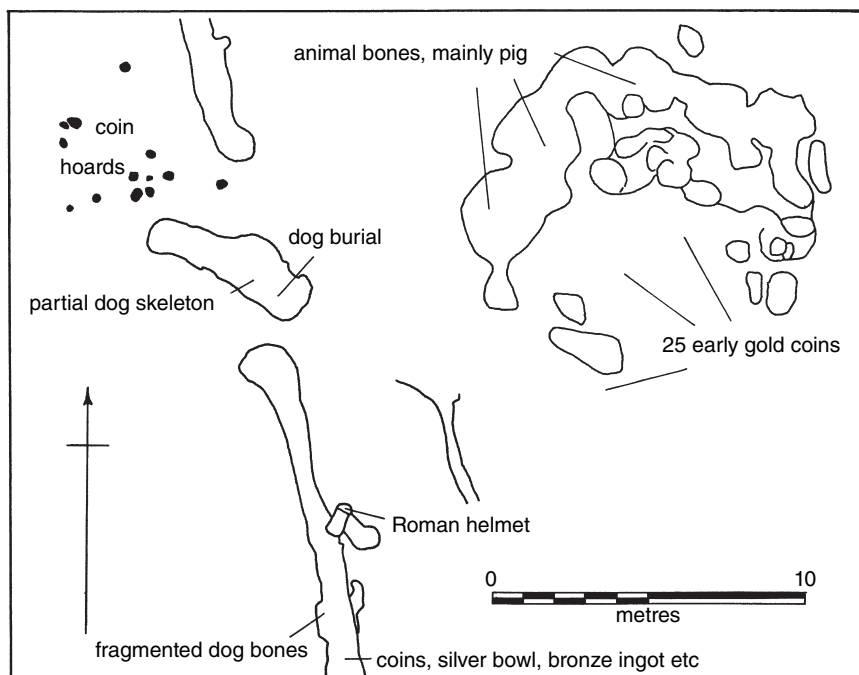 animal bones, mainly pig
coin
hoards
dog burial
partial dog skeleton
25 early gold coins
Roman helmet
0 10
metres
fragmented dog bones
coins, silver bowl, bronze ingot etc